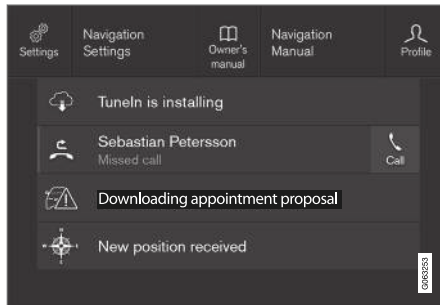 Settings
Navigation
Settings
Owner's
manual
Navigation
Manual
Profile
TuneIn is installing
Sebastian Petersson
Missed call
Call
Downloading appointment proposal
New position received
G063253